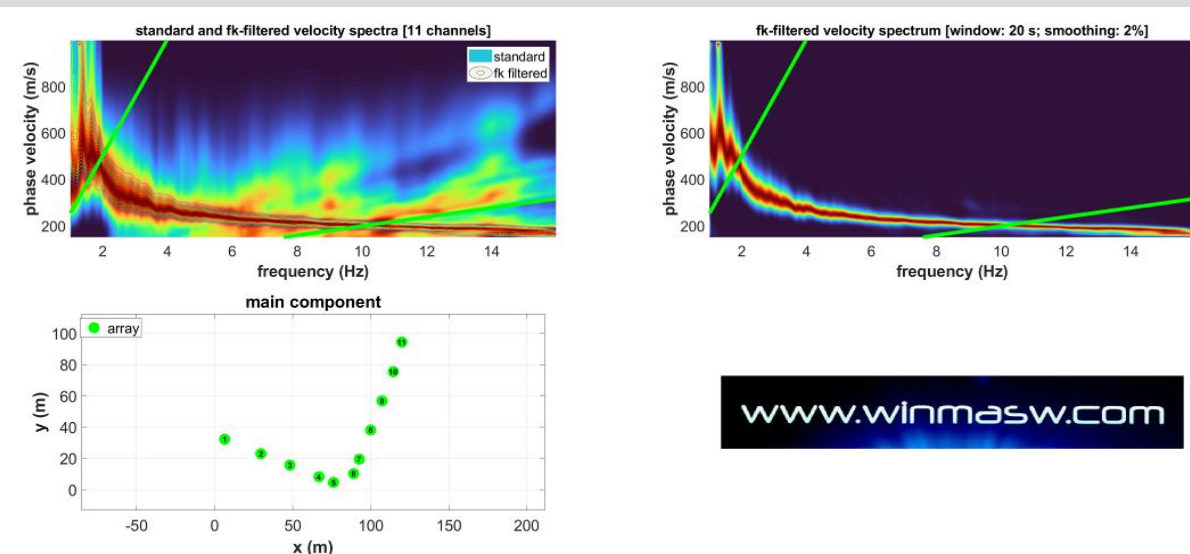 standard and fk-filtered velocity spectra [11 channels]
phase velocity (m/s)
800
600
400
200
standard
fk filtered
2 4 6 8 10 12 14
frequency (Hz)
fk-filtered velocity spectrum [window: 20 s; smoothing: 2%]
phase velocity (m/s)
800
600
400
200
2 4 6 8 10 12 14
frequency (Hz)
main component
y (m)
100
80
60
40
20
0
array
1
2
3
4
5
6
7
8
9
10
11
-50 0 50 100 150 200
x (m)
www.winmasw.com